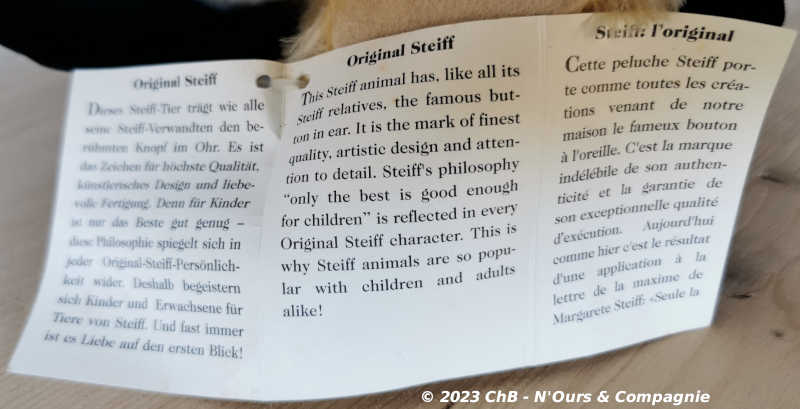 Original Steiff
Dieses Steiff-Tier trägt wie alle
seine Steiff-Verwandten den be-
rühmten Knopf im Ohr. Es ist
das Zeichen für höchste Qualität,
künstlerisches Design und liebe-
volle Fertigung. Denn für Kinder
ist nur das Beste gut genug –
diese Philosophie spiegelt sich in
jeder Original-Steiff-Persönlich-
keit wider. Deshalb begeistern
sich Kinder und Erwachsene für
Tiere von Steiff. Und fast immer
ist es Liebe auf den ersten Blick!
Original Steiff
This Steiff animal has, like all its
Steiff relatives, the famous but-
ton in ear. It is the mark of finest
quality, artistic design and atten-
tion to detail. Steiff's philosophy
“only the best is good enough
for children” is reflected in every
Original Steiff character. This is
why Steiff animals are so popu-
lar with children and adults
alike!
Steiff: l'original
Cette peluche Steiff por-
te comme toutes les créa-
tions venant de notre
maison le fameux bouton
à l'oreille. C'est la marque
indélébile de son authen-
ticité et la garantie de
son exceptionnelle qualité
d'exécution. Aujourd'hui
comme hier c'est le résultat
d'une application à la
lettre de la maxime de
Margarete Steiff: «Seule la
© 2023 ChB - N'Ours & Compagnie